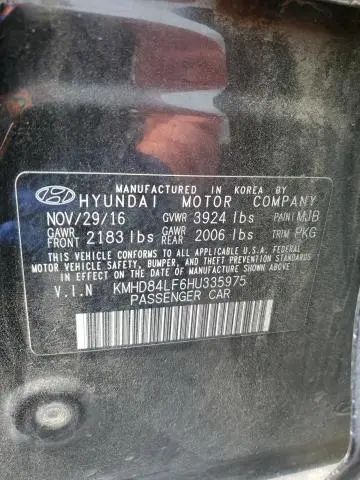 MANUFACTURED IN KOREA BY
HYUNDAI MOTOR COMPANY
NOV/29/16 GVWR 3924 lbs PAINT MJB
GAWR FRONT 2183 lbs GAWR REAR 2006 lbs TRIM PKG
THIS VEHICLE CONFORMS TO ALL APPLICABLE U.S.A. FEDERAL
MOTOR VEHICLE SAFETY, BUMPER, AND THEFT PREVENTION STANDARDS
IN EFFECT ON THE DATE OF MANUFACTURE SHOWN ABOVE.
V.I.N KMHD84LF6HU335975
PASSENGER CAR